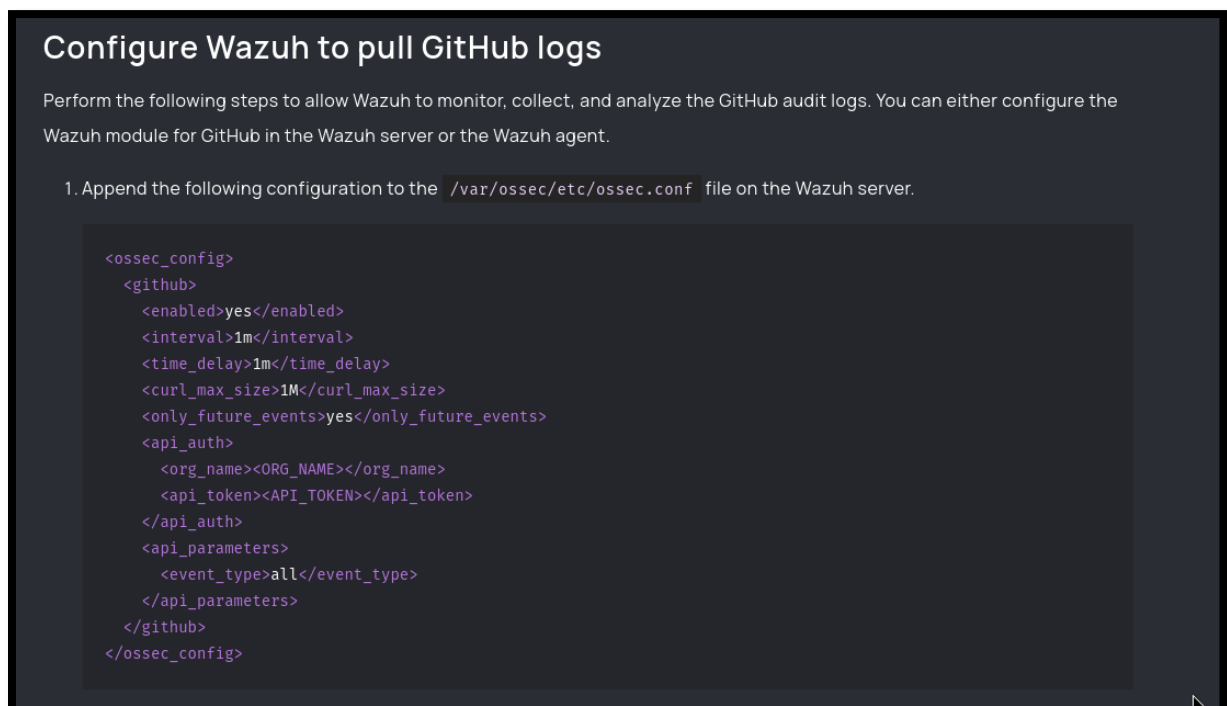 Configure Wazuh to pull GitHub logs
Perform the following steps to allow Wazuh to monitor, collect, and analyze the GitHub audit logs. You can either configure the
Wazuh module for GitHub in the Wazuh server or the Wazuh agent.
1. Append the following configuration to the /var/ossec/etc/ossec.conf file on the Wazuh server.
<ossec_config>
  <github>
    <enabled>yes</enabled>
    <interval>1m</interval>
    <time_delay>1m</time_delay>
    <curl_max_size>1M</curl_max_size>
    <only_future_events>yes</only_future_events>
    <api_auth>
      <org_name><ORG_NAME></org_name>
      <api_token><API_TOKEN></api_token>
    </api_auth>
    <api_parameters>
      <event_type>all</event_type>
    </api_parameters>
  </github>
</ossec_config>